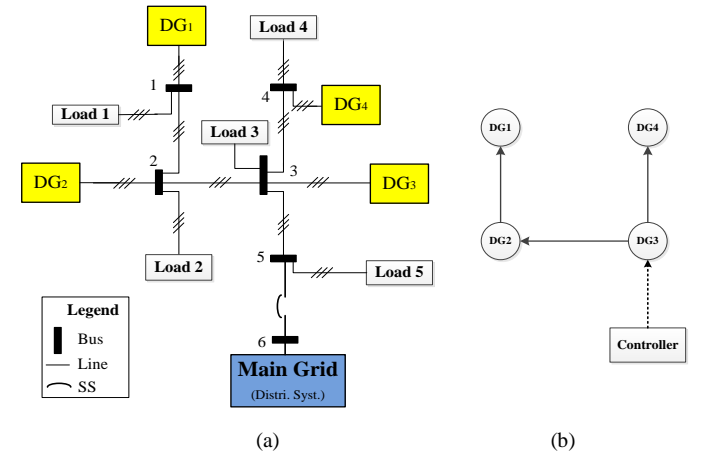 DG1
Load 4
1
4
Load 1
DG4
Load 3
2
3
DG2
DG3
Load 2
5
Load 5
Legend
Bus
Line
SS
6
Main Grid
(Distri. Syst.)
(a)
DG1
DG4
DG2
DG3
Controller
(b)